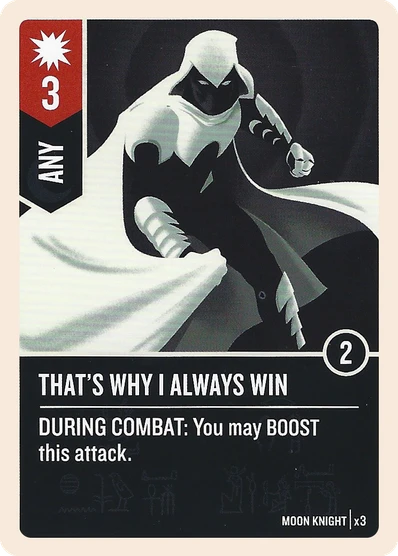 3
ANY
2
THAT'S WHY I ALWAYS WIN
DURING COMBAT: You may BOOST
this attack.
MOON KNIGHT | x3